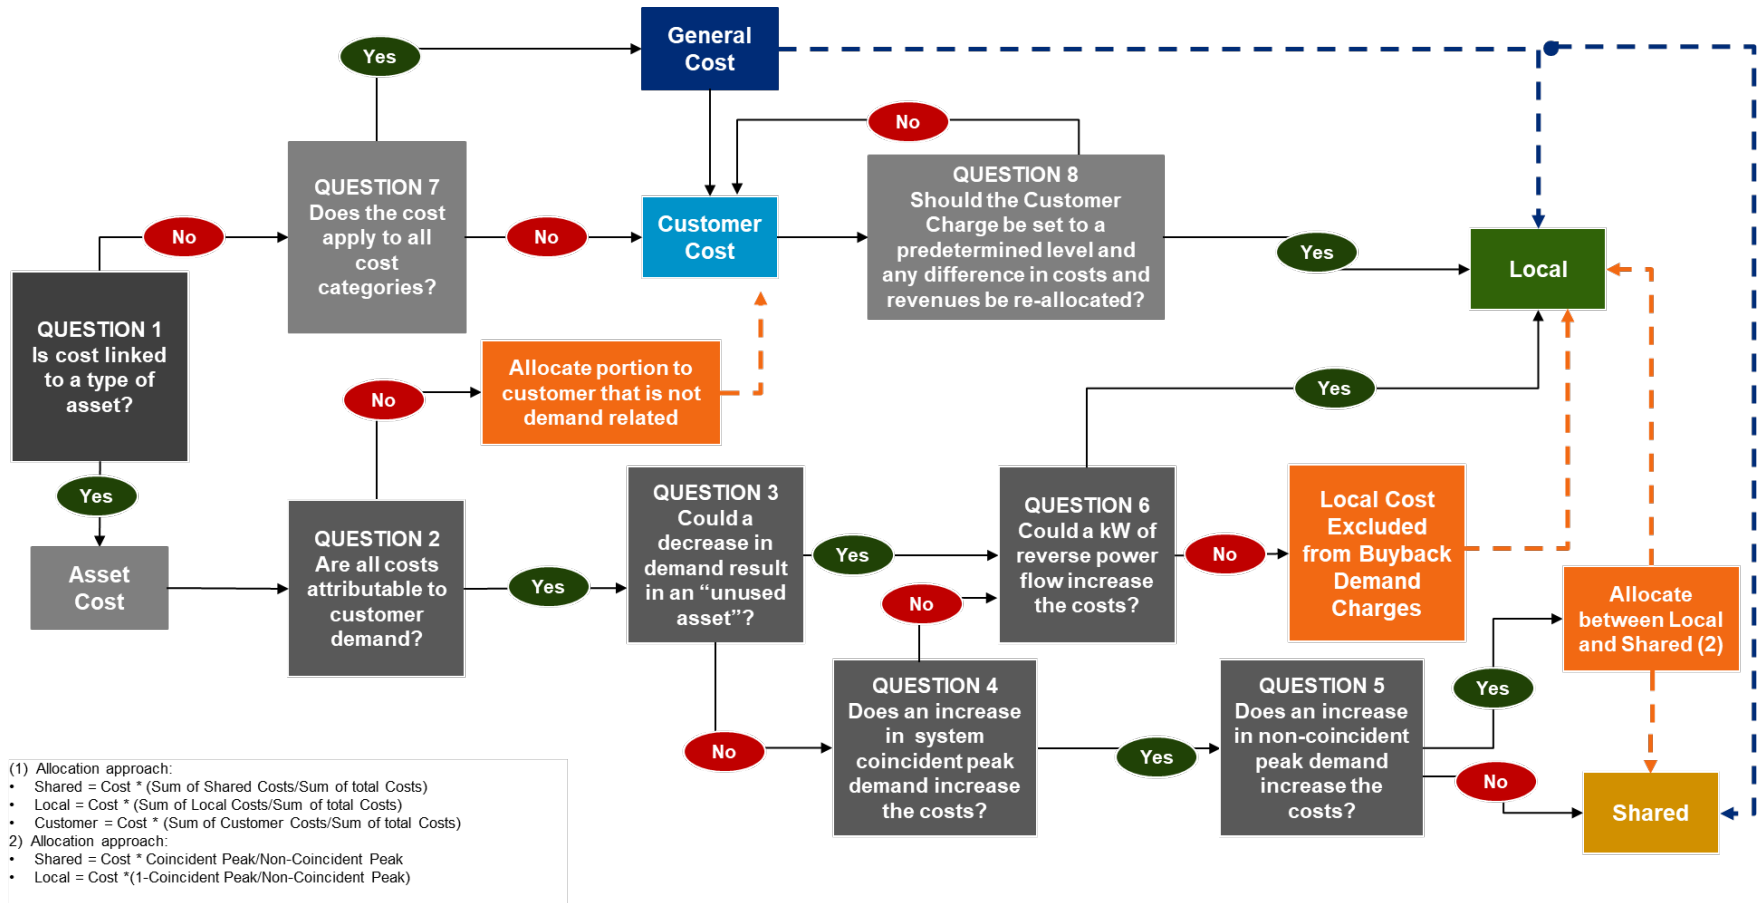 General
Cost
Yes
No
QUESTION 7
Does the cost
apply to all
cost
categories?
No
No
Customer
Cost
QUESTION 8
Should the Customer
Charge be set to a
predetermined level and
any difference in costs and
revenues be re-allocated?
Yes
Local
QUESTION 1
Is cost linked
to a type of
asset?
Yes
Asset
Cost
No
Allocate portion to
customer that is not
demand related
QUESTION 2
Are all costs
attributable to
customer
demand?
Yes
QUESTION 3
Could a
decrease in
demand result
in an “unused
asset”?
Yes
No
No
QUESTION 6
Could a kW of
reverse power
flow increase
the costs?
Yes
No
Local Cost
Excluded
from Buyback
Demand
Charges
QUESTION 4
Does an increase
in system
coincident peak
demand increase
the costs?
Yes
QUESTION 5
Does an increase
in non-coincident
peak demand
increase the
costs?
Yes
No
Allocate
between Local
and Shared (2)
Shared
(1) Allocation approach:
• Shared = Cost * (Sum of Shared Costs/Sum of total Costs)
• Local = Cost * (Sum of Local Costs/Sum of total Costs)
• Customer = Cost * (Sum of Customer Costs/Sum of total Costs)
2) Allocation approach:
• Shared = Cost * Coincident Peak/Non-Coincident Peak
• Local = Cost *(1-Coincident Peak/Non-Coincident Peak)